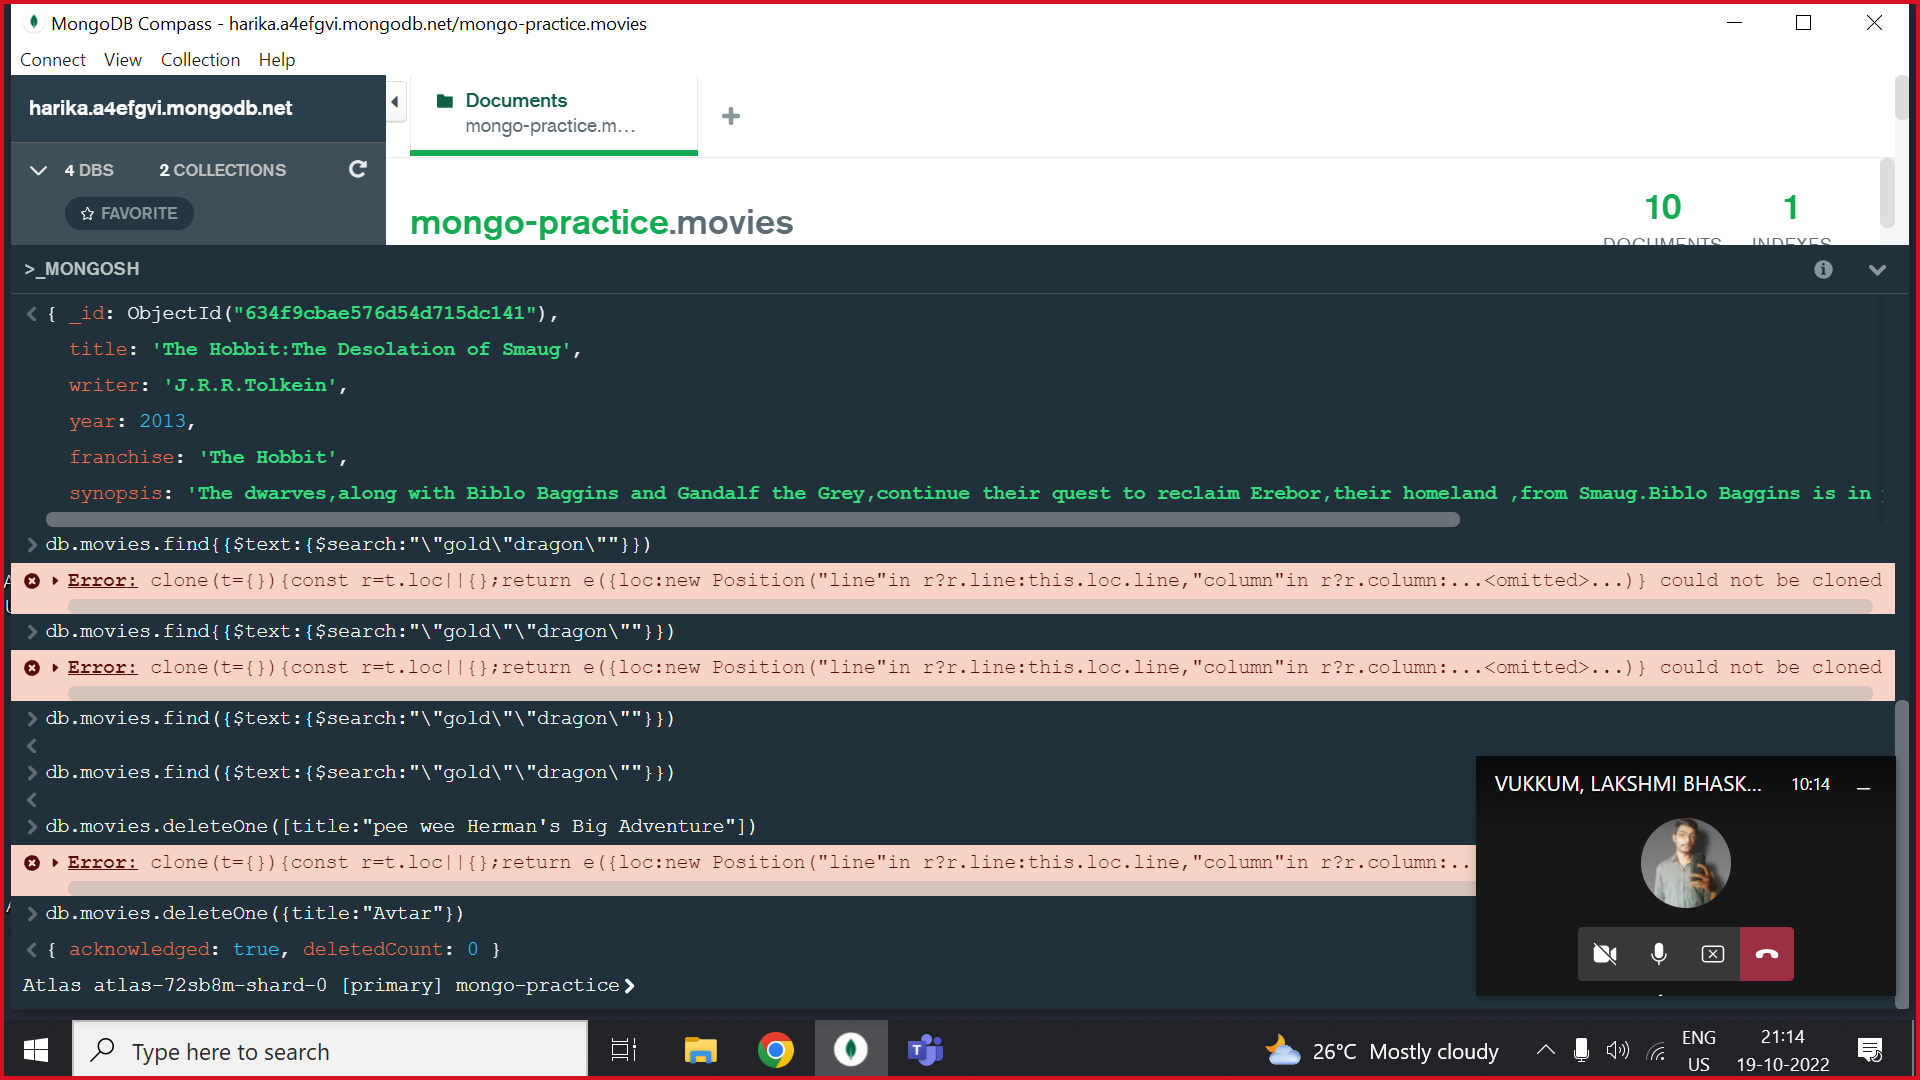 MongoDB Compass - harika.a4efgvi.mongodb.net/mongo-practice.movies
Connect View Collection Help
harika.a4efgvi.mongodb.net
Documents
mongo-practice.m...
4 DBS 2 COLLECTIONS
FAVORITE
mongo-practice.movies
10 1
DOCUMENTS INDEXES
>_MONGOSH
< { _id: ObjectId("634f9cbae576d54d715dc141"),
title: 'The Hobbit:The Desolation of Smaug',
writer: 'J.R.R.Tolkein',
year: 2013,
franchise: 'The Hobbit',
synopsis: 'The dwarves,along with Biblo Baggins and Gandalf the Grey,continue their quest to reclaim Erebor,their homeland ,from Smaug.Biblo Baggins is in
> db.movies.find{{$text:{$search:"\"gold\"dragon\""}})
Error: clone(t={}){const r=t.loc||{};return e({loc:new Position("line"in r?r.line:this.loc.line,"column"in r?r.column:...<omitted>...)} could not be cloned
> db.movies.find{{$text:{$search:"\"gold\"\"dragon\""}})
Error: clone(t={}){const r=t.loc||{};return e({loc:new Position("line"in r?r.line:this.loc.line,"column"in r?r.column:...<omitted>...)} could not be cloned
> db.movies.find({$text:{$search:"\"gold\"\"dragon\""}})
<
> db.movies.find({$text:{$search:"\"gold\"\"dragon\""}})
<
> db.movies.deleteOne([title:"pee wee Herman's Big Adventure"])
Error: clone(t={}){const r=t.loc||{};return e({loc:new Position("line"in r?r.line:this.loc.line,"column"in r?r.column:..
> db.movies.deleteOne({title:"Avtar"})
< { acknowledged: true, deletedCount: 0 }
Atlas atlas-72sb8m-shard-0 [primary] mongo-practice>
VUKKUM, LAKSHMI BHASK... 10:14
Type here to search
26°C Mostly cloudy
ENG
US
21:14
19-10-2022